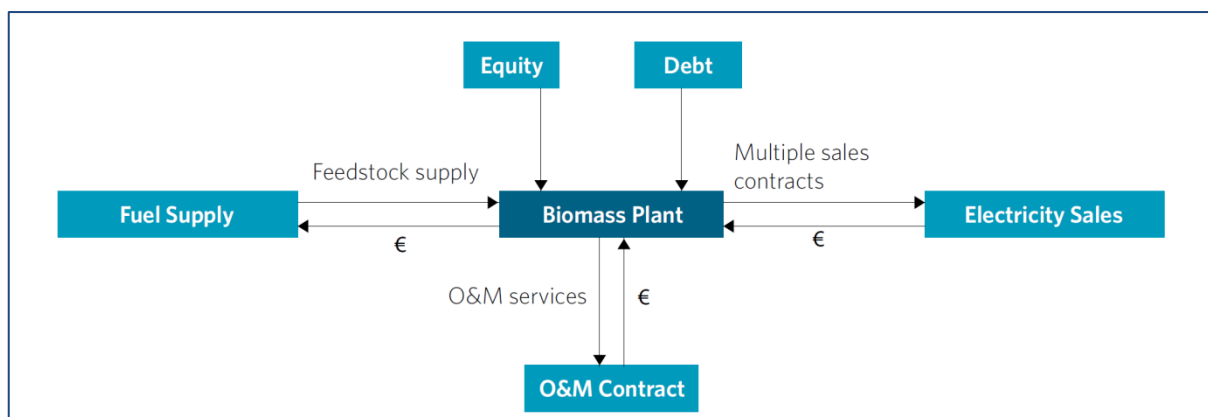 Equity
Debt
Feedstock supply
Multiple sales
contracts
Fuel Supply
Biomass Plant
Electricity Sales
€
€
O&M services
€
O&M Contract